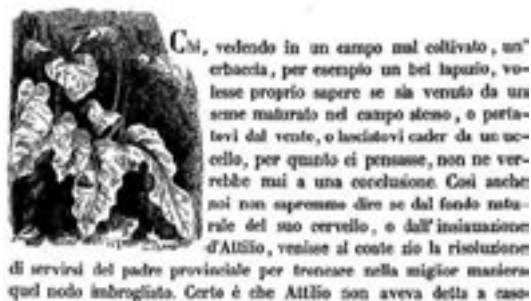 Chi, vedendo in un campo mal coltivato, un'
erbaccia, per esempio un bel lapazio, vo-
lesse proprio sapere se sia venuto da un
seme maturato nel campo stesso, o porta-
tovi dal vento, o lasciatovi cader da un uc-
cello, per quanto ci pensasse, non ne ver-
rebbe mai a una conclusione. Così anche
noi non sapremmo dire se dal fondo natu-
rale del suo cervello, o dall'insinuazione
d'Attilio, venisse al conte zio la risoluzione
di servirsi del padre provinciale per troncare nella miglior maniera
quel nodo imbrogliato. Certo è che Attilio non aveva detta a caso